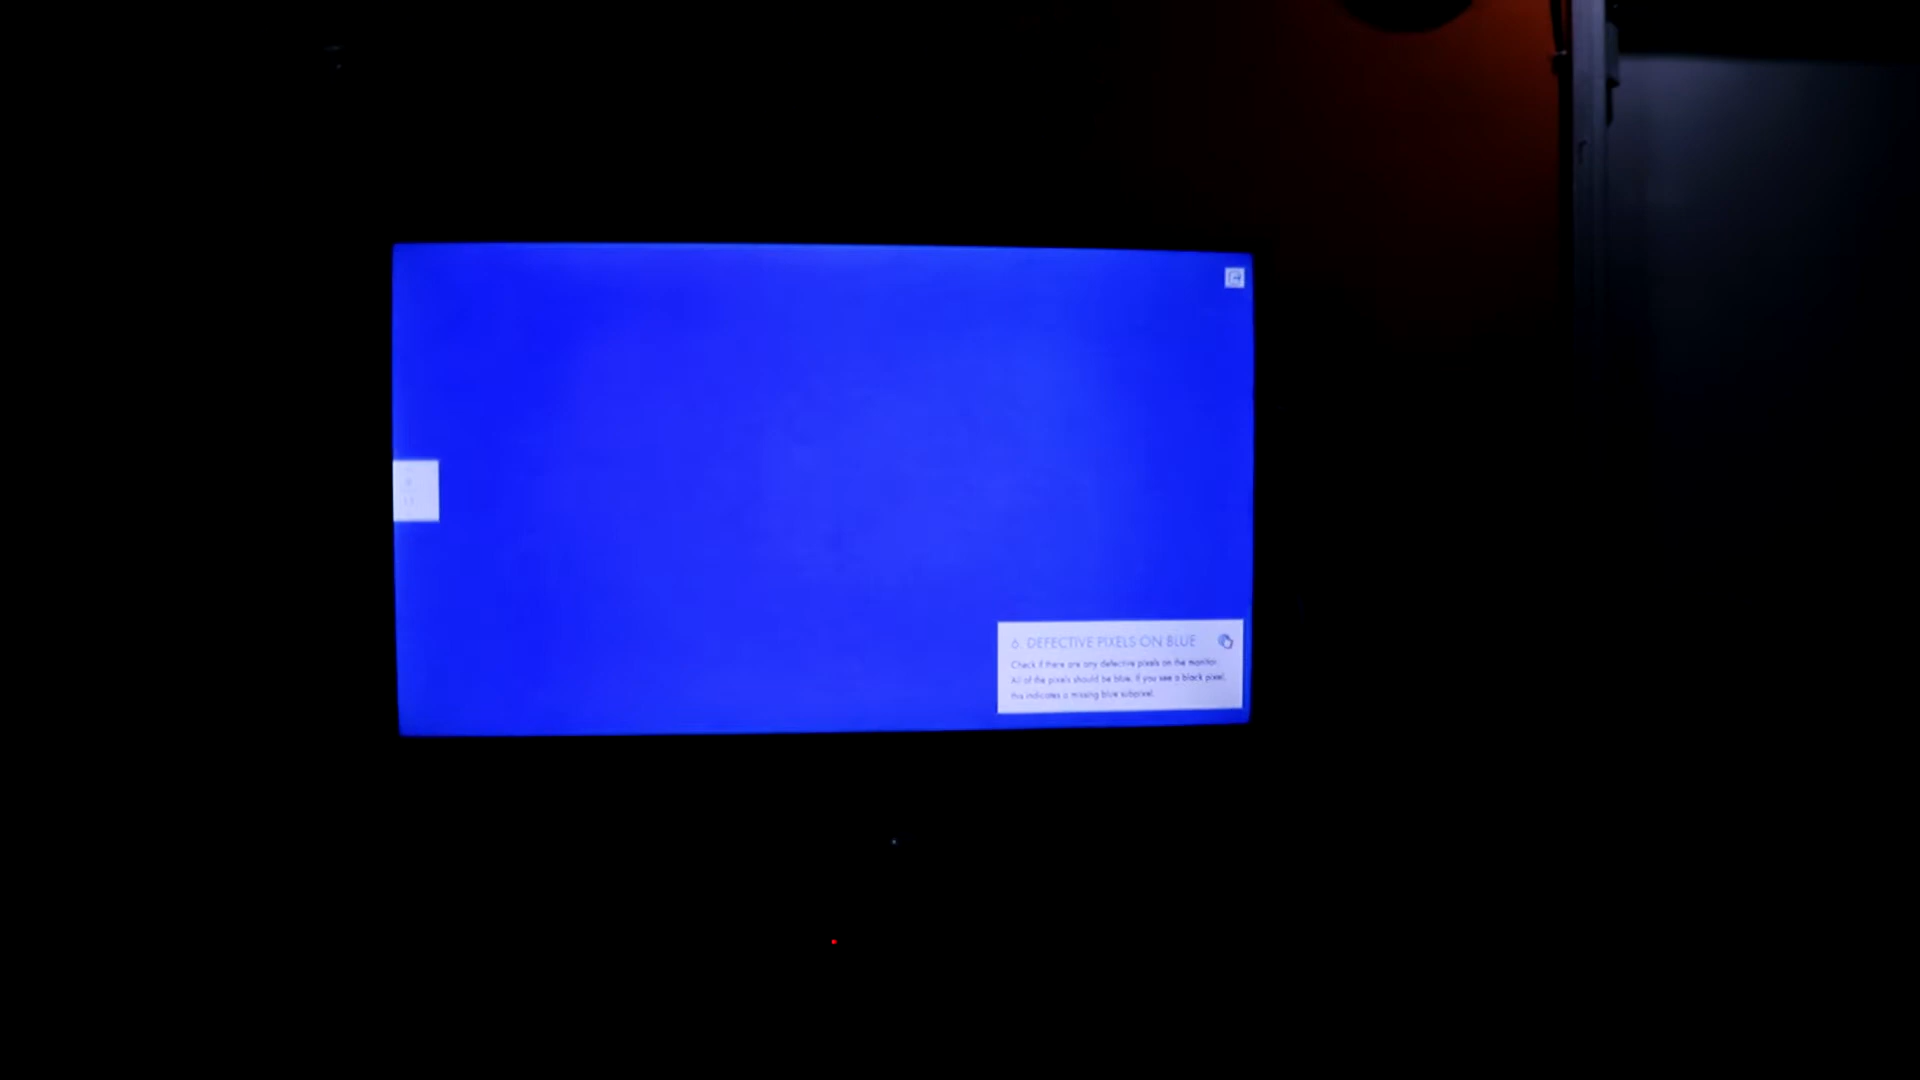 6. DEFECTIVE PIXELS ON BLUE
Check if there are any defective pixels on the monitor.
All of the pixels should be blue. If you see a black pixel,
this indicates a missing blue subpixel.